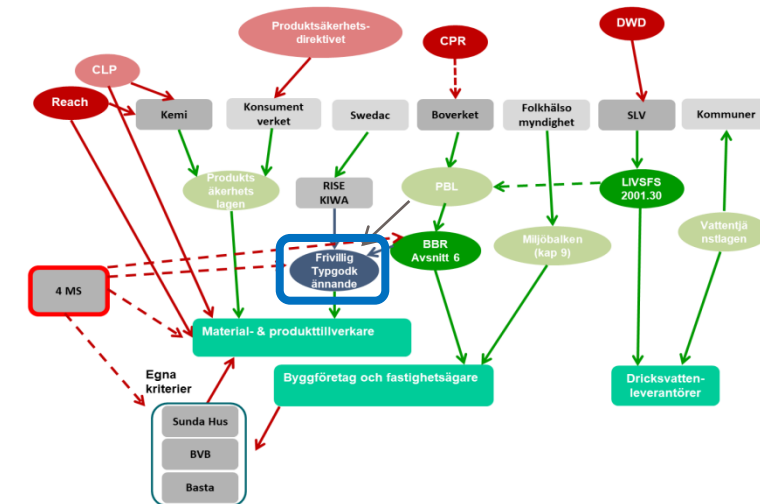 Produktsäkerhets-
direktivet
CPR
DWD
CLP
Reach
Kemi
Konsument
verket
Swedac
Boverket
Folkhälso
myndighet
SLV
Kommuner
Produkts
äkerhets
lagen
RISE
KIWA
PBL
LIVSFS
2001.30
Vattentjä
nstlagen
BBR
Avsnitt 6
Miljöbalken
(kap 9)
Frivillig
Typgodk
ännande
4 MS
Material- & produkttillverkare
Egna
kriterier
Byggföretag och fastighetsägare
Dricksvatten-
leverantörer
Sunda Hus
BVB
Basta